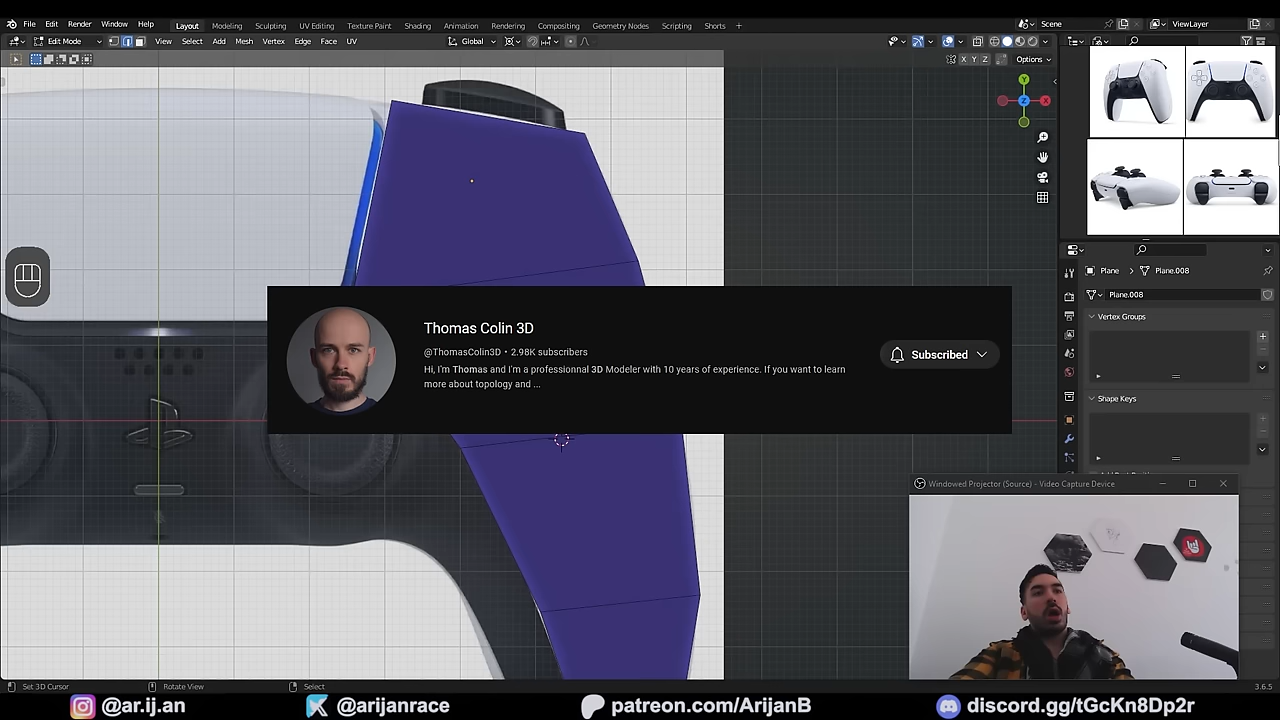 File Edit Render Window Help Layout Modeling Sculpting UV Editing Texture Paint Shading Animation Rendering Compositing Geometry Nodes Scripting Shorts + Scene ViewLayer
Edit Mode View Select Add Mesh Vertex Edge Face UV Global
X Y Z Options
Y
Z X
Plane Plane.008
Plane.008
Vertex Groups
Shape Keys
Thomas Colin 3D
@ThomasColin3D • 2.98K subscribers
Hi, I'm Thomas and I'm a professionnal 3D Modeler with 10 years of experience. If you want to learn
more about topology and ...
Subscribed
Windowed Projector (Source) - Video Capture Device
Set 3D Cursor Rotate View Select 3.6.5
@ar.ij.an @arijanrace patreon.com/ArijanB discord.gg/tGcKn8Dp2r